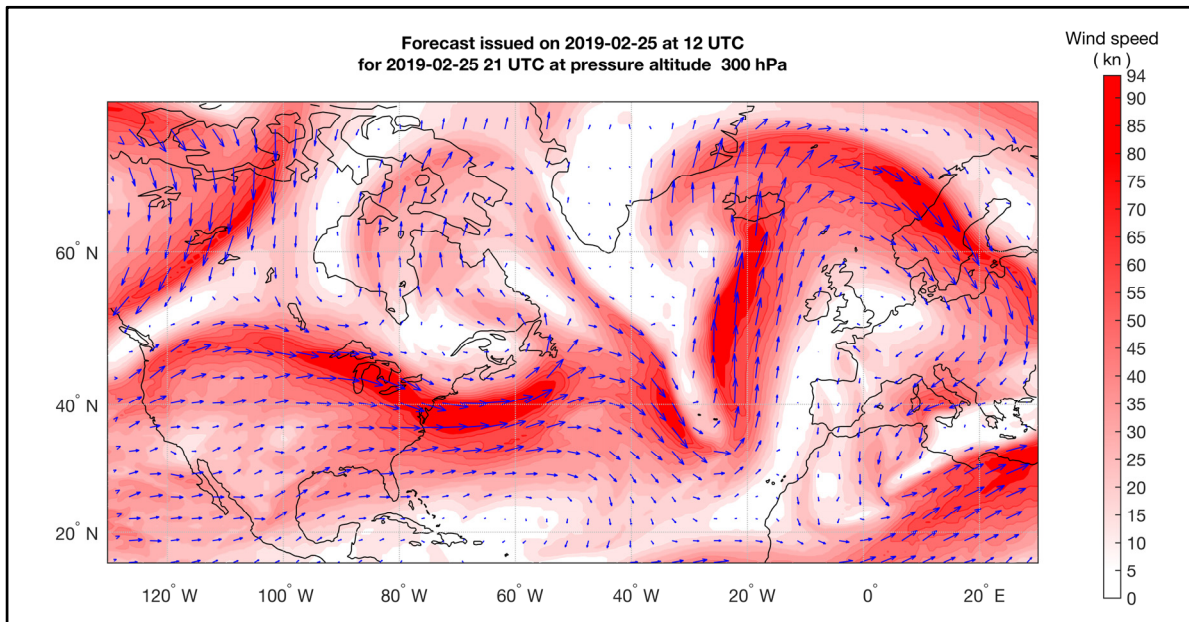 Forecast issued on 2019-02-25 at 12 UTC
for 2019-02-25 21 UTC at pressure altitude 300 hPa
Wind speed
( kn )
94
90
85
80
75
70
65
60
55
50
45
40
35
30
25
20
15
10
5
0
60° N
40° N
20° N
120° W
100° W
80° W
60° W
40° W
20° W
0°
20° E